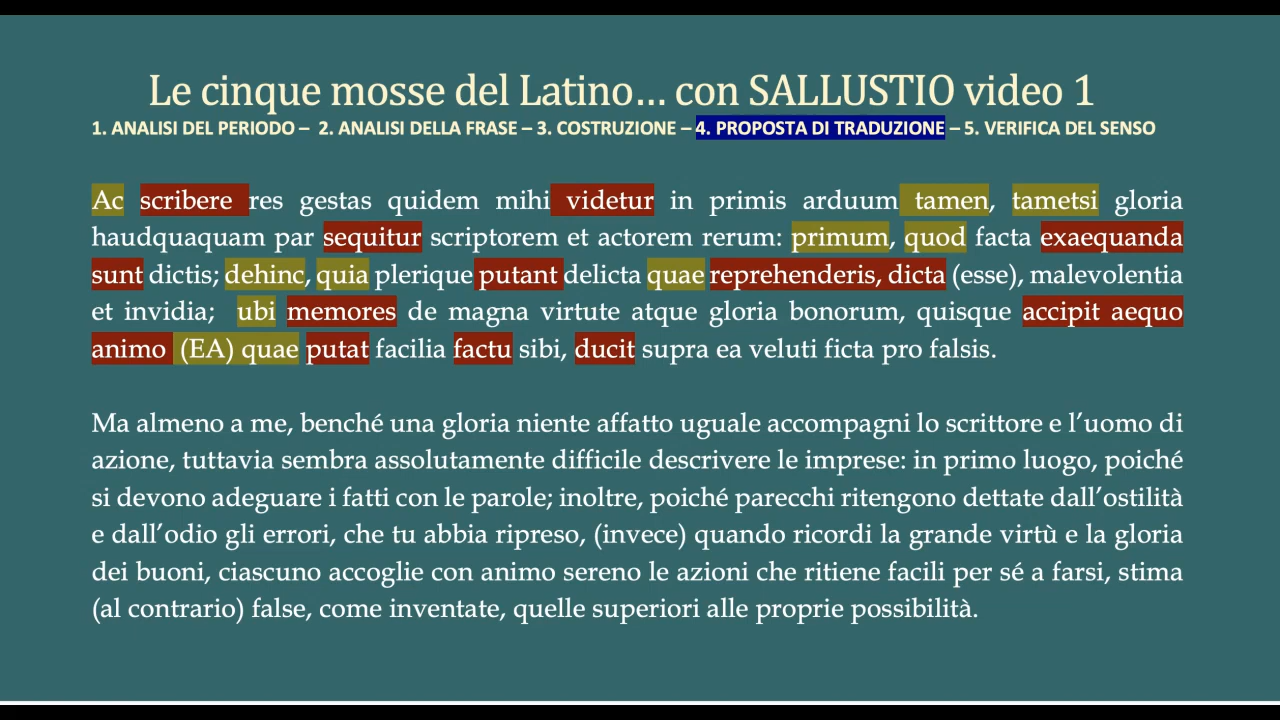 Le cinque mosse del Latino... con SALLUSTIO video 1
1. ANALISI DEL PERIODO – 2. ANALISI DELLA FRASE – 3. COSTRUZIONE – 4. PROPOSTA DI TRADUZIONE – 5. VERIFICA DEL SENSO
Ac scribere res gestas quidem mihi videtur in primis arduum tamen, tametsi gloria
haudquaquam par sequitur scriptorem et actorem rerum: primum, quod facta exaequanda
sunt dictis; dehinc, quia plerique putant delicta quae reprehenderis, dicta (esse), malevolentia
et invidia; ubi memores de magna virtute atque gloria bonorum, quisque accipit aequo
animo (EA) quae putat facilia factu sibi, ducit supra ea veluti ficta pro falsis.
Ma almeno a me, benché una gloria niente affatto uguale accompagni lo scrittore e l'uomo di
azione, tuttavia sembra assolutamente difficile descrivere le imprese: in primo luogo, poiché
si devono adeguare i fatti con le parole; inoltre, poiché parecchi ritengono dettate dall'ostilità
e dall'odio gli errori, che tu abbia ripreso, (invece) quando ricordi la grande virtù e la gloria
dei buoni, ciascuno accoglie con animo sereno le azioni che ritiene facili per sé a farsi, stima
(al contrario) false, come inventate, quelle superiori alle proprie possibilità.